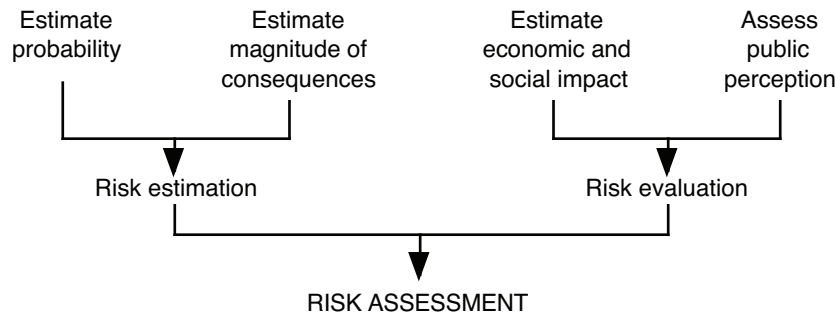 Estimate
probability
Estimate
magnitude of
consequences
Estimate
economic and
social impact
Assess
public
perception
Risk estimation
Risk evaluation
RISK ASSESSMENT